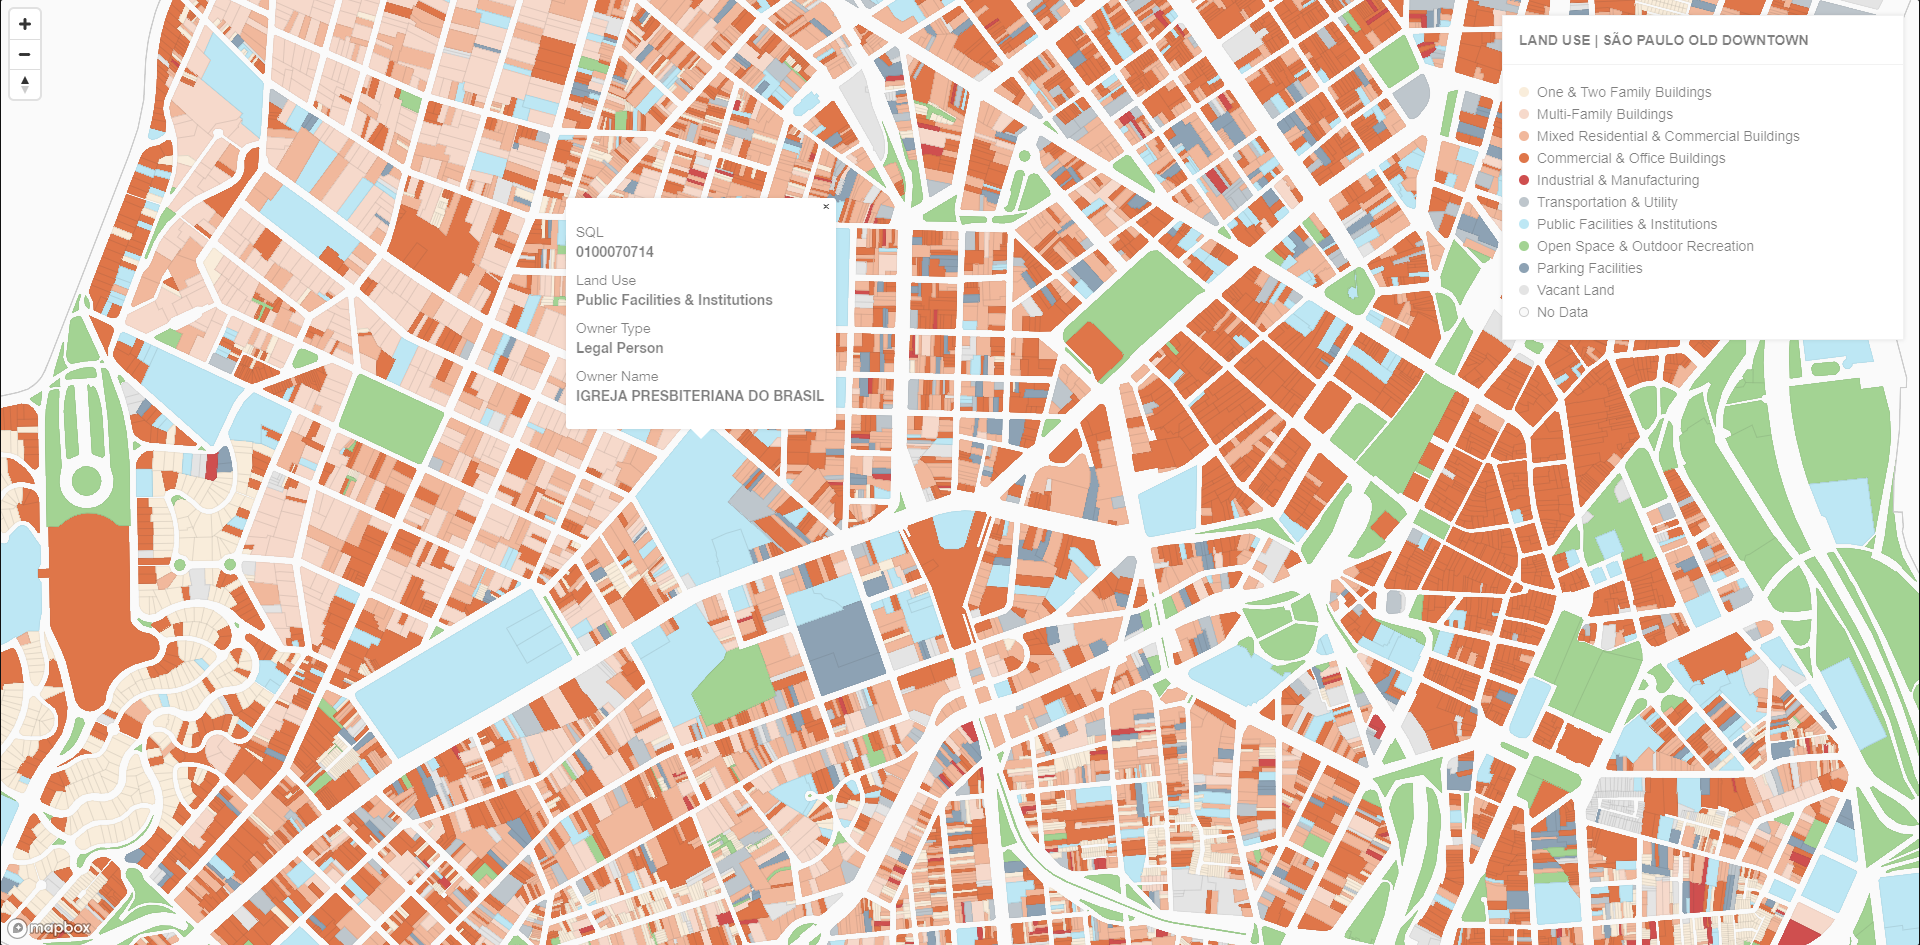 LAND USE | SÃO PAULO OLD DOWNTOWN
One & Two Family Buildings
Multi-Family Buildings
Mixed Residential & Commercial Buildings
Commercial & Office Buildings
Industrial & Manufacturing
Transportation & Utility
Public Facilities & Institutions
Open Space & Outdoor Recreation
Parking Facilities
Vacant Land
No Data
×
SQL
0100070714
Land Use
Public Facilities & Institutions
Owner Type
Legal Person
Owner Name
IGREJA PRESBITERIANA DO BRASIL
mapbox